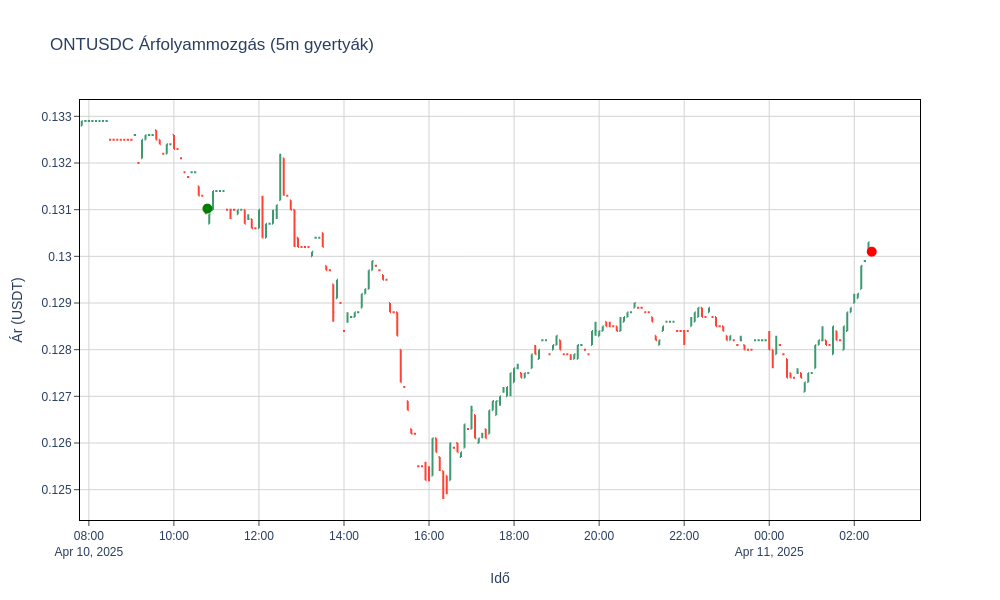 ONTUSDC Árfolyammozgás (5m gyertyák)
Ár (USDT)
0.133
0.132
0.131
0.13
0.129
0.128
0.127
0.126
0.125
08:00 10:00 12:00 14:00 16:00 18:00 20:00 22:00 00:00 02:00
Apr 10, 2025 Apr 11, 2025
Idő